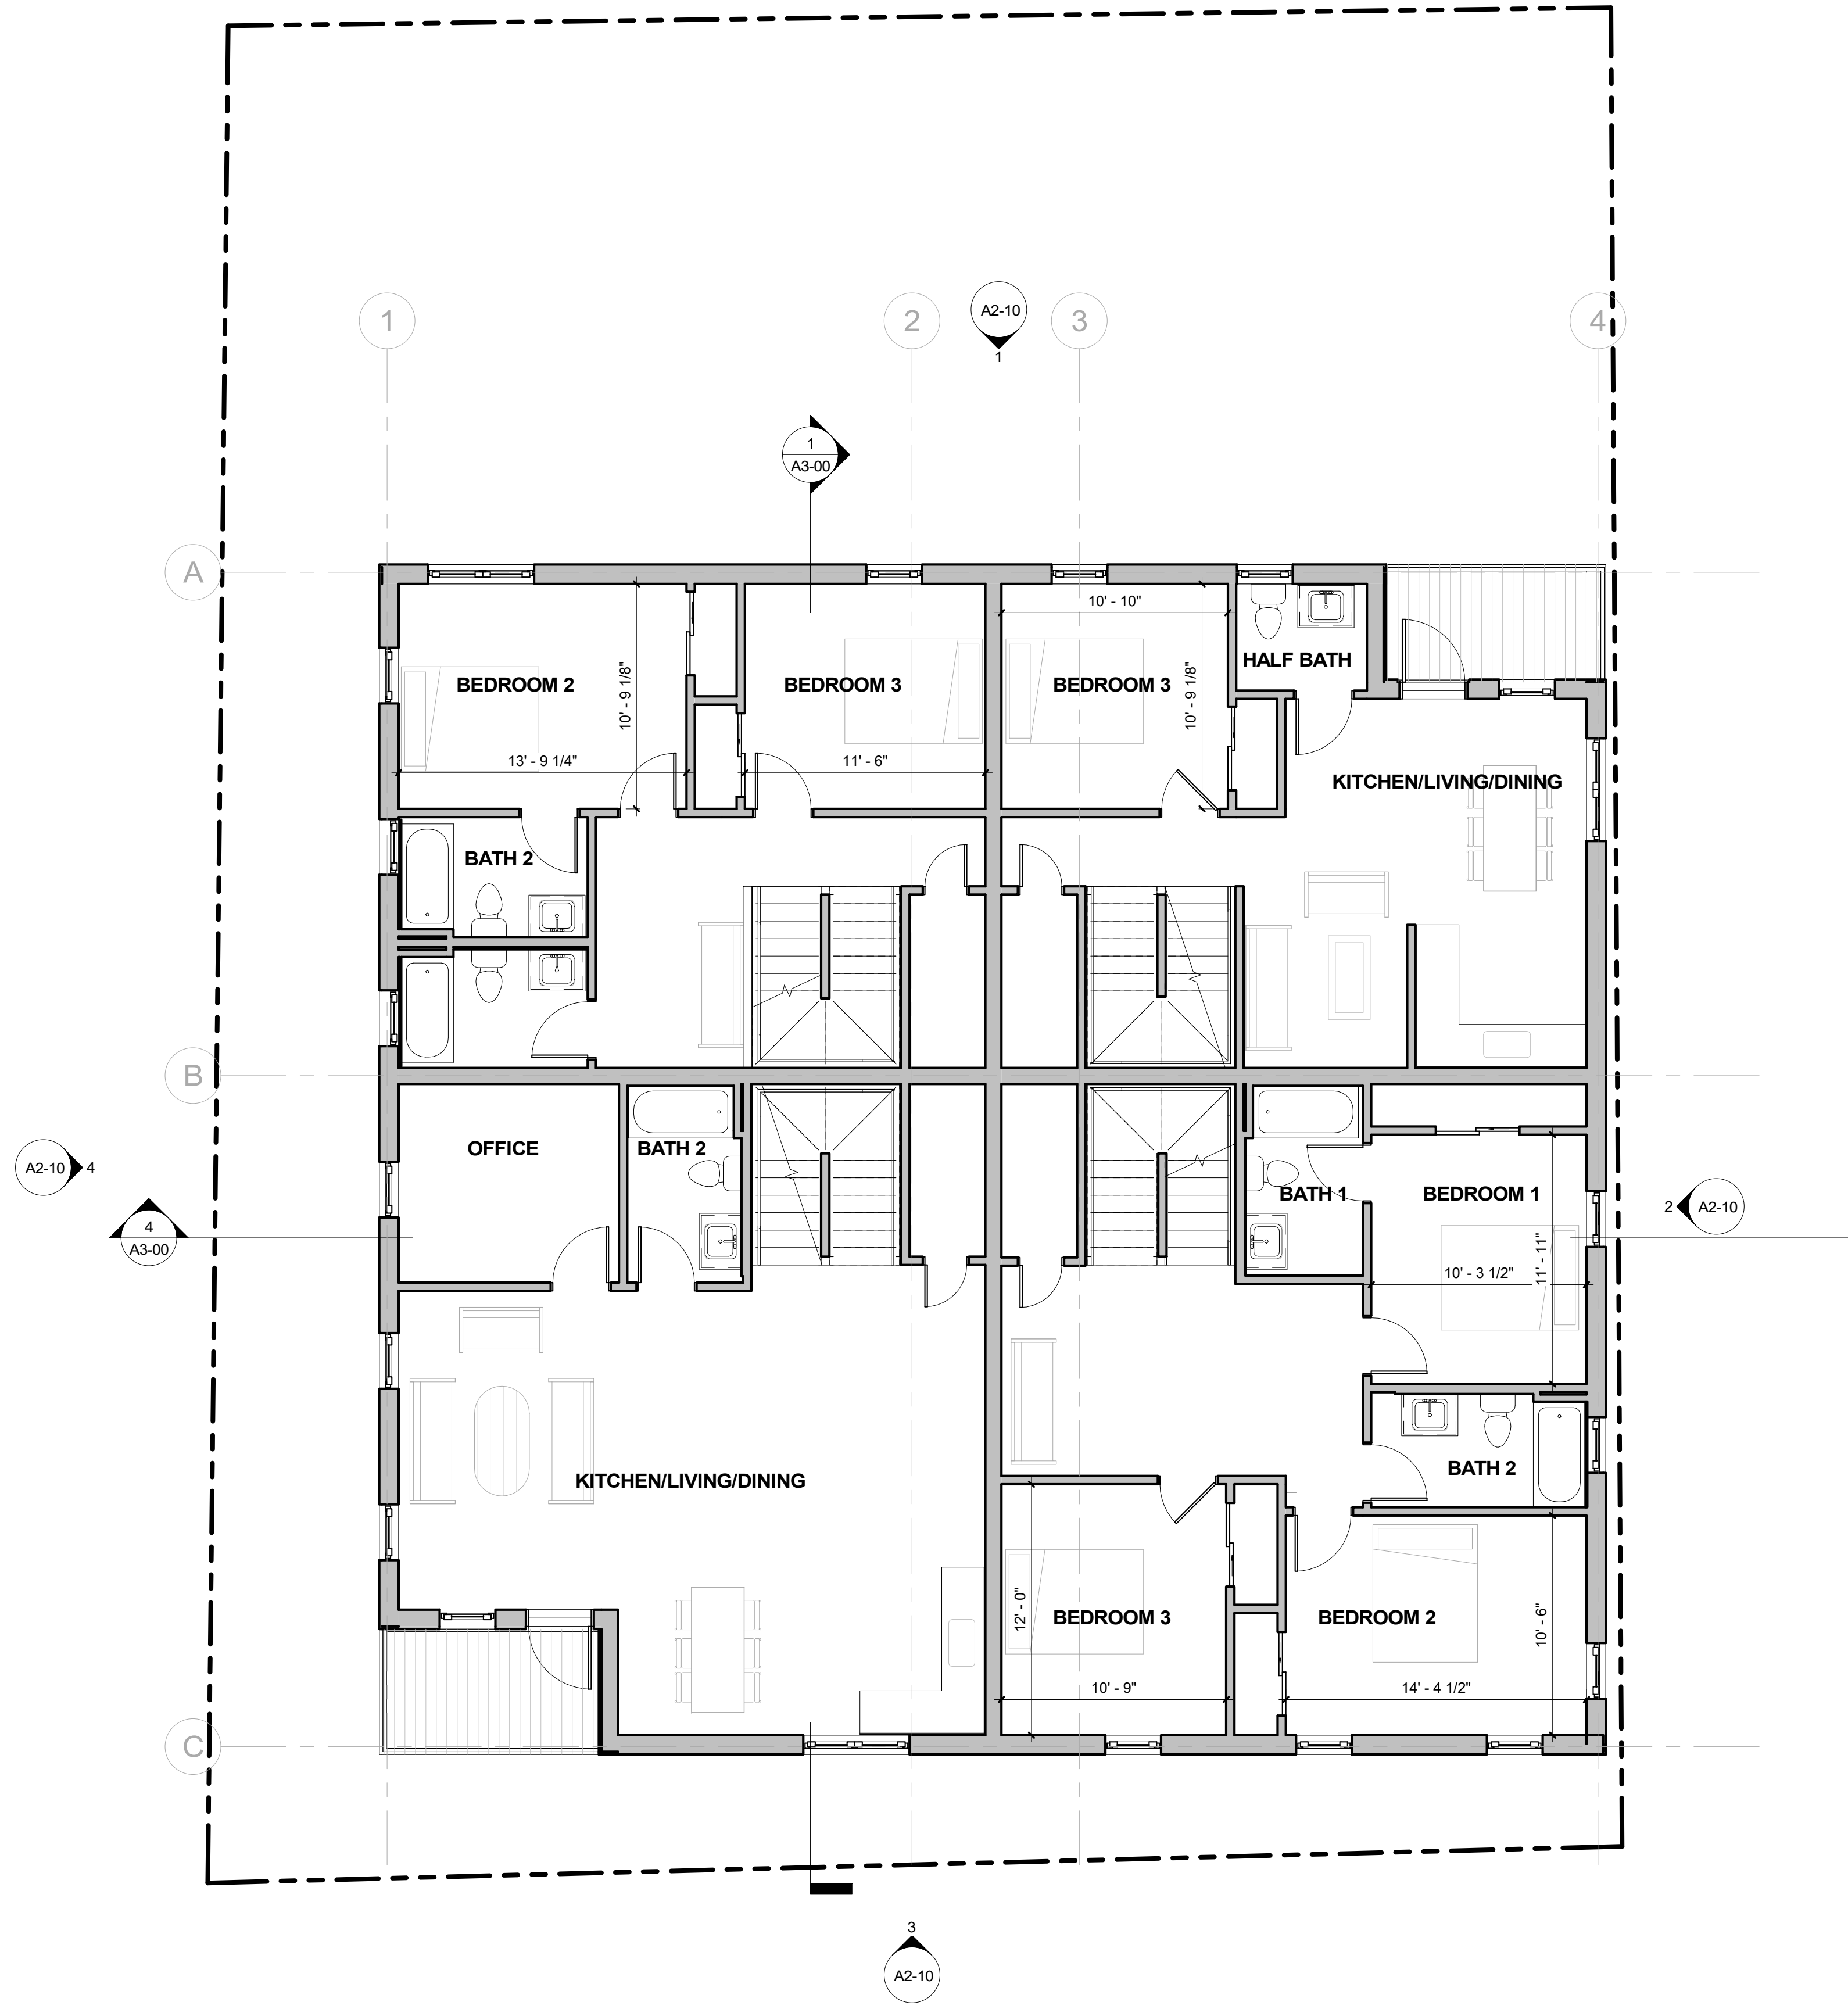 1
2
3
4
A2-10
1
1
A3-00
A
10' - 10"
HALF BATH
BEDROOM 2
10' - 9 1/8"
BEDROOM 3
BEDROOM 3
10' - 9 1/8"
13' - 9 1/4"
11' - 6"
KITCHEN/LIVING/DINING
BATH 2
B
OFFICE
BATH 2
A2-10
4
BATH 1
BEDROOM 1
2
A2-10
4
A3-00
10' - 3 1/2"
11' - 11"
KITCHEN/LIVING/DINING
BATH 2
12' - 0"
BEDROOM 3
BEDROOM 2
10' - 6"
10' - 9"
14' - 4 1/2"
C
3
A2-10